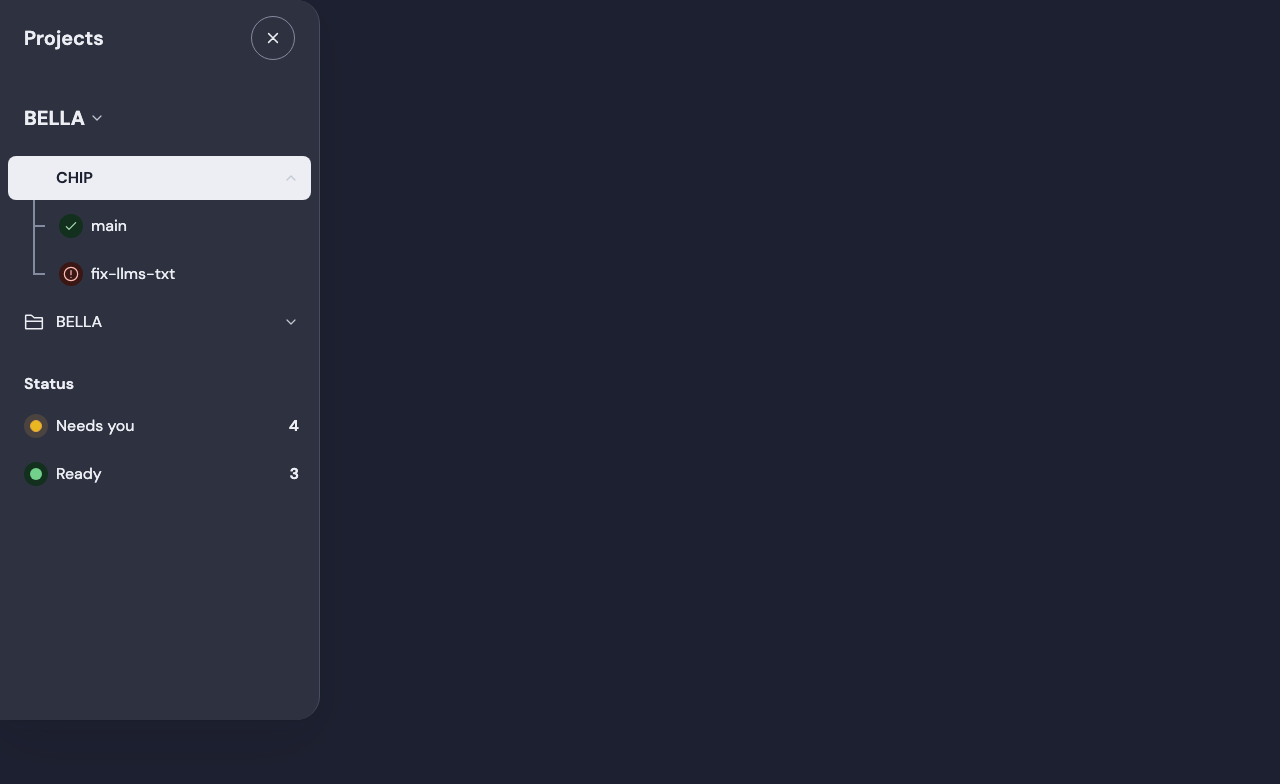 Projects
BELLA
CHIP
main
fix-llms-txt
BELLA
Status
Needs you 4
Ready 3